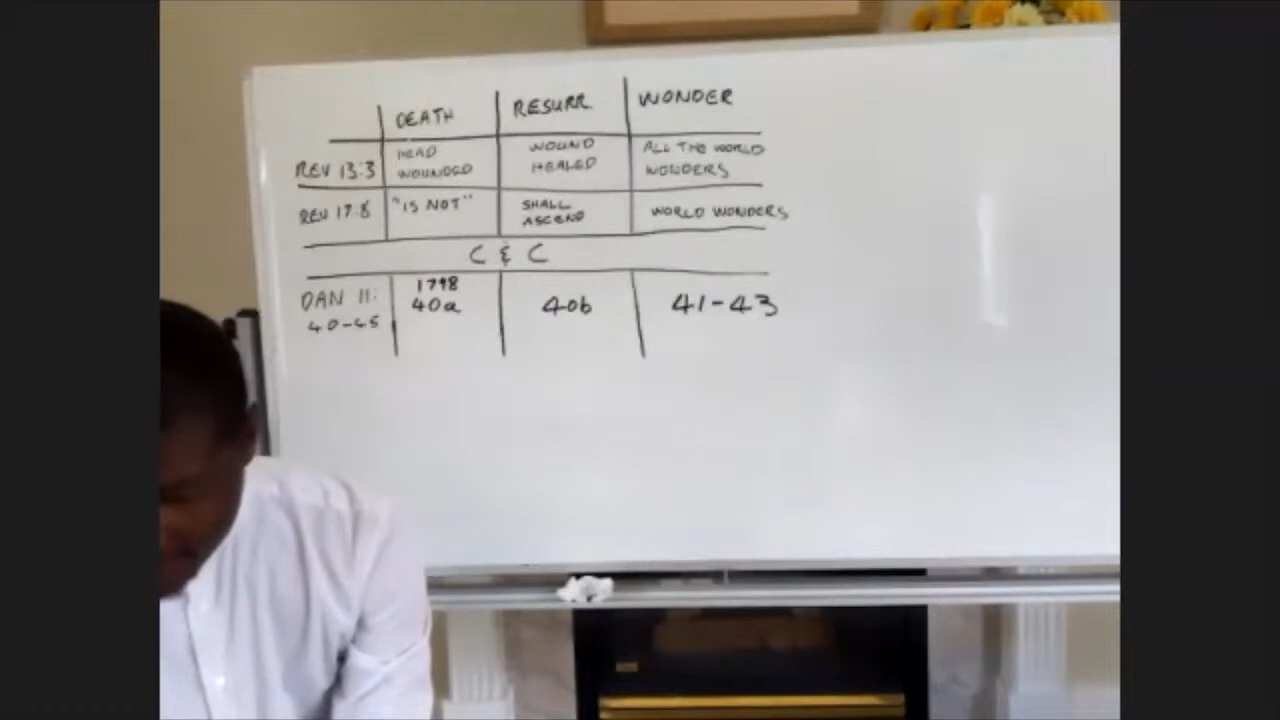 DEATH RESURR WONDER
REV 13:3 HEAD WOUNDED WOUND HEALED ALL THE WORLD WONDERS
REV 17:8 "IS NOT" SHALL ASCEND WORLD WONDERS
C & C
DAN 11: 40-45 1798 40a 40b 41-43